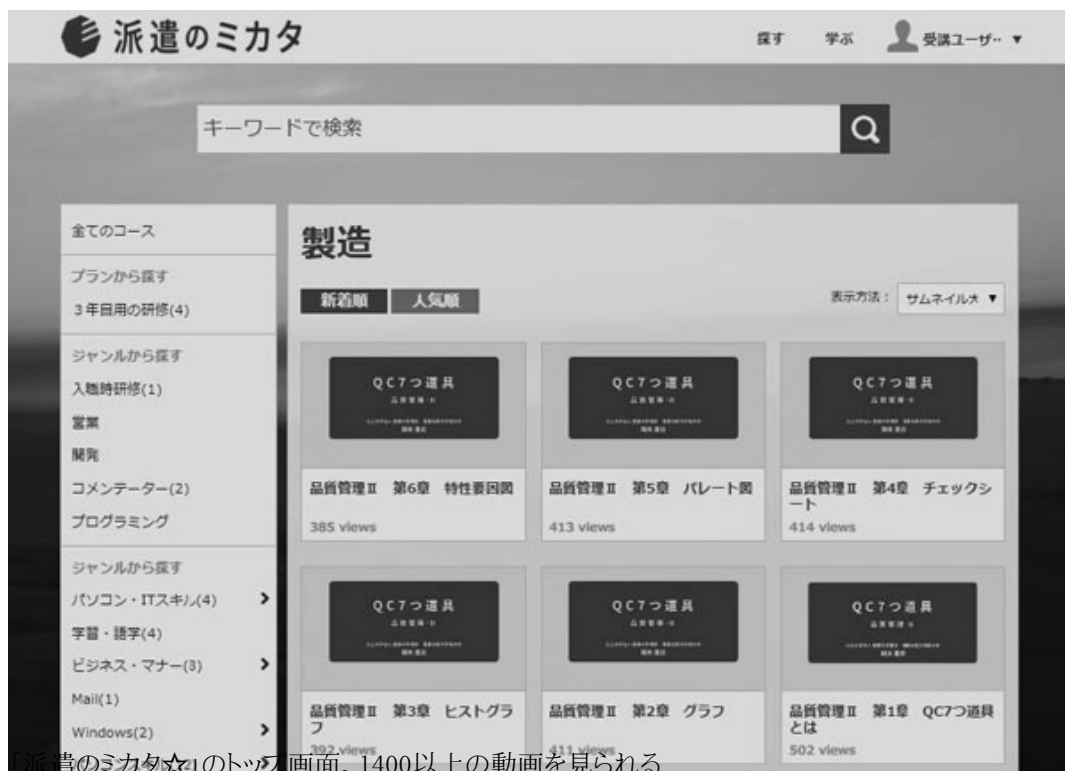 派遣のミカタ
探す 学ぶ 受講ユーザ‥ ▼
キーワードで検索
全てのコース
プランから探す
3年目用の研修(4)
ジャンルから探す
入職時研修(1)
営業
開発
コメンテーター(2)
プログラミング
ジャンルから探す
パソコン・ITスキル(4)
学習・語学(4)
ビジネス・マナー(3)
Mail(1)
Windows(2)
製造
新着順 人気順
表示方法: サムネイル大 ▼
QC7つ道具
品質管理Ⅱ 第6章 特性要因図
385 views
QC7つ道具
品質管理Ⅱ 第5章 パレート図
413 views
QC7つ道具
品質管理Ⅱ 第4章 チェックシ
ート
414 views
QC7つ道具
品質管理Ⅱ 第3章 ヒストグラ
フ
392 views
QC7つ道具
品質管理Ⅱ 第2章 グラフ
411 views
QC7つ道具
品質管理Ⅱ 第1章 QC7つ道具
とは
502 views
「派遣のミカタ☆」のトップ画面。1400以上の動画を見られる